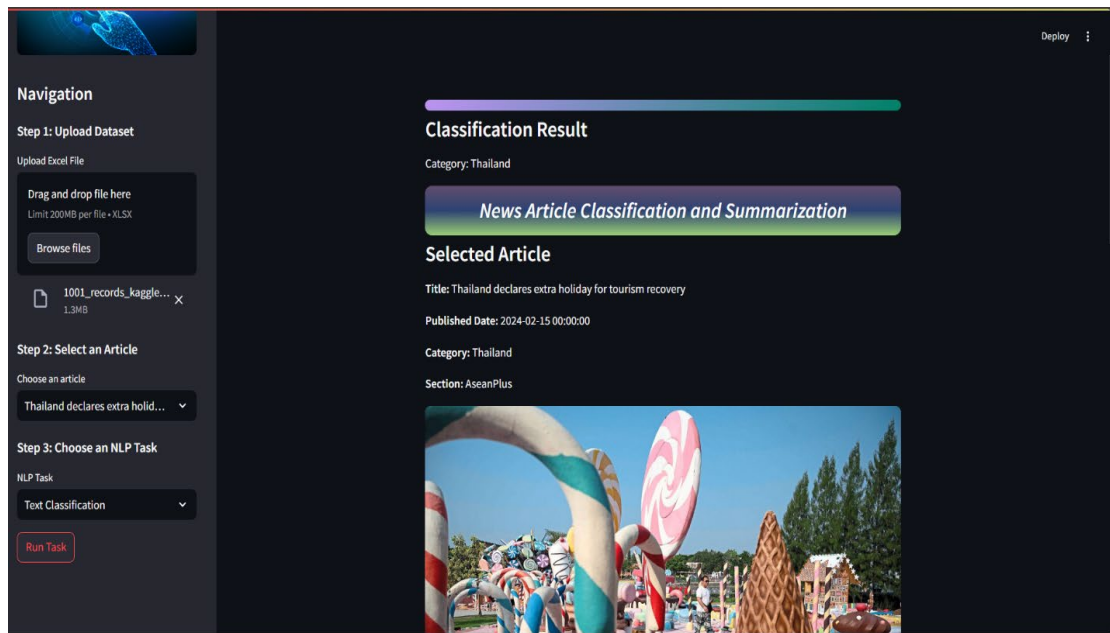 Deploy
Navigation
Step 1: Upload Dataset
Upload Excel File
Drag and drop file here
Limit 200MB per file • XLSX
Browse files
1001_records_kaggle...
1.3MB
Step 2: Select an Article
Choose an article
Thailand declares extra holid...
Step 3: Choose an NLP Task
NLP Task
Text Classification
Run Task
Classification Result
Category: Thailand
News Article Classification and Summarization
Selected Article
Title: Thailand declares extra holiday for tourism recovery
Published Date: 2024-02-15 00:00:00
Category: Thailand
Section: AseanPlus